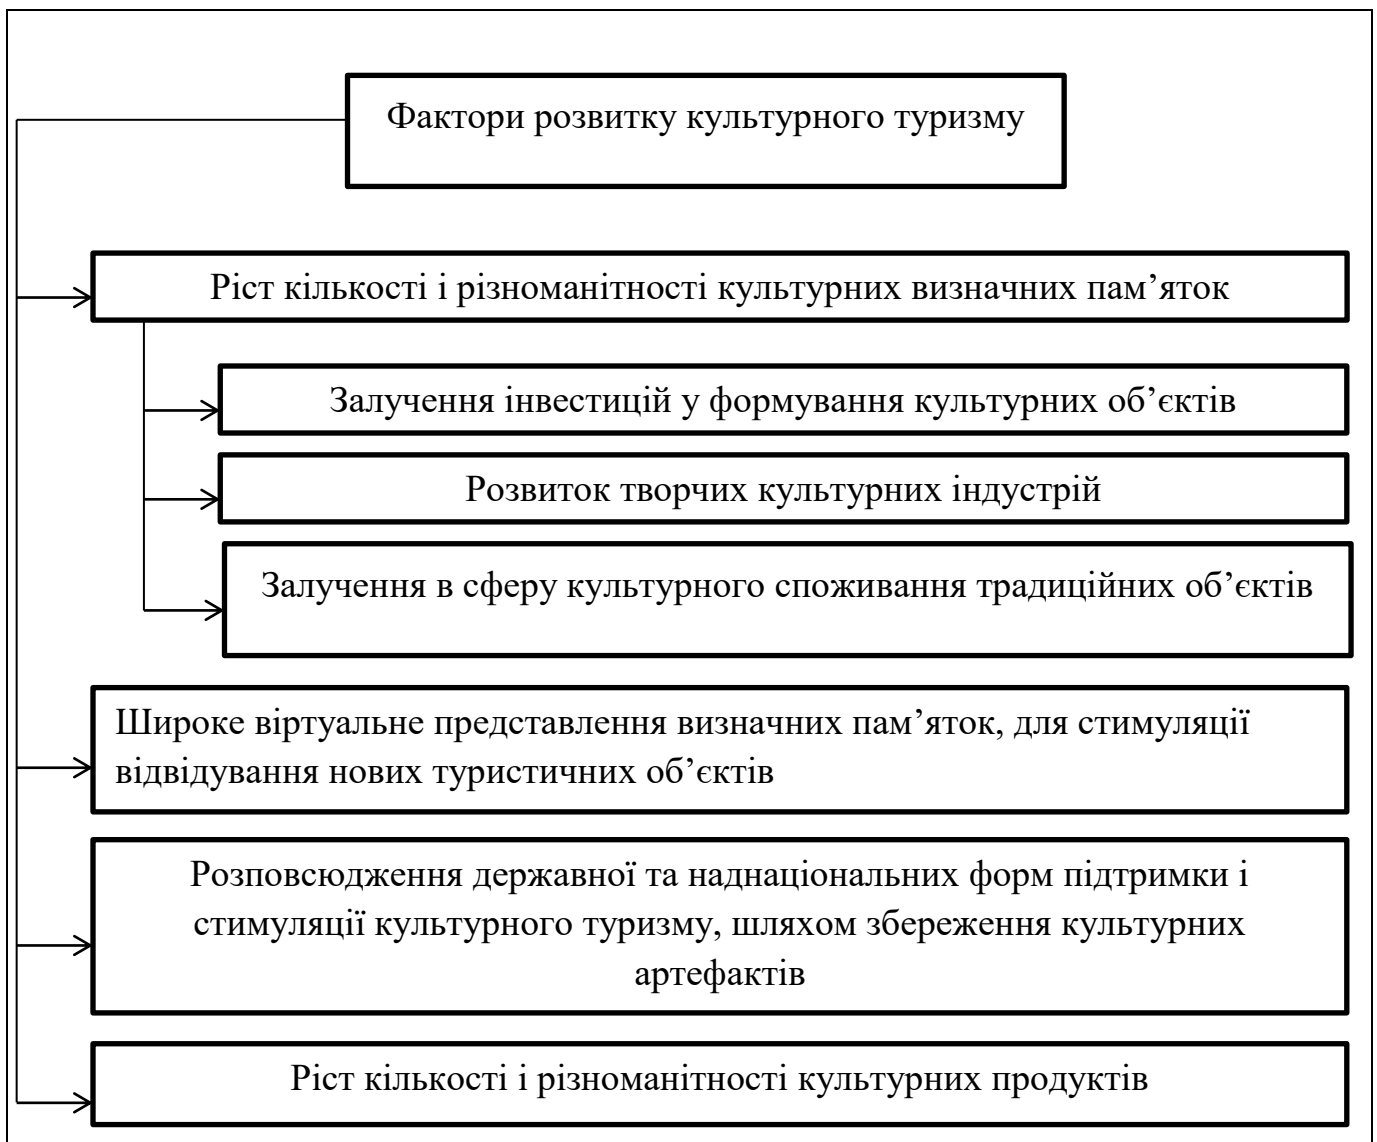 Фактори розвитку культурного туризму
Ріст кількості і різноманітності культурних визначних пам’яток
Залучення інвестицій у формування культурних об’єктів
Розвиток творчих культурних індустрій
Залучення в сферу культурного споживання традиційних об’єктів
Широке віртуальне представлення визначних пам’яток, для стимуляції
відвідування нових туристичних об’єктів
Розповсюдження державної та наднаціональних форм підтримки і
стимуляції культурного туризму, шляхом збереження культурних
артефактів
Ріст кількості і різноманітності культурних продуктів